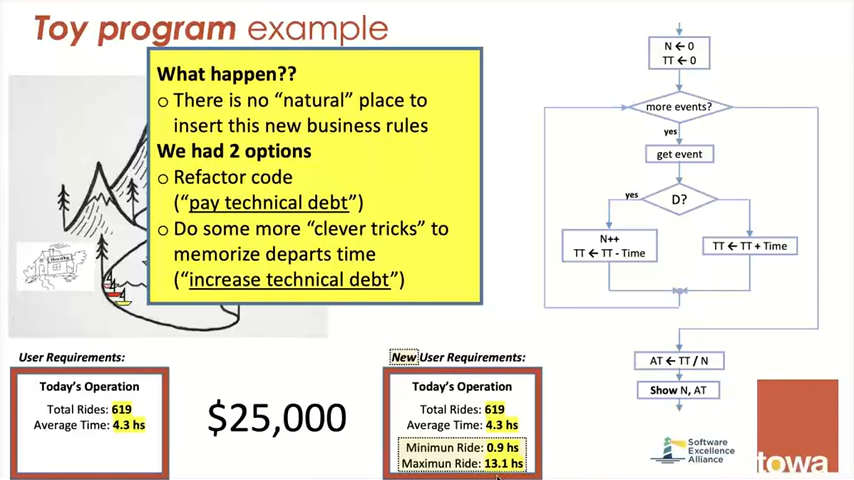 Toy program example
What happen??
There is no “natural” place to
insert this new business rules
We had 2 options
Refactor code
(“pay technical debt”)
Do some more “clever tricks” to
memorize departs time
(“increase technical debt”)
N ← 0
TT ← 0
more events?
yes
get event
yes
D?
N++
TT ← TT - Time
TT ← TT + Time
AT ← TT / N
Show N, AT
User Requirements:
Today’s Operation
Total Rides: 619
Average Time: 4.3 hs
$25,000
New User Requirements:
Today’s Operation
Total Rides: 619
Average Time: 4.3 hs
Minimun Ride: 0.9 hs
Maximun Ride: 13.1 hs
Software
Excellence
Alliance
towa